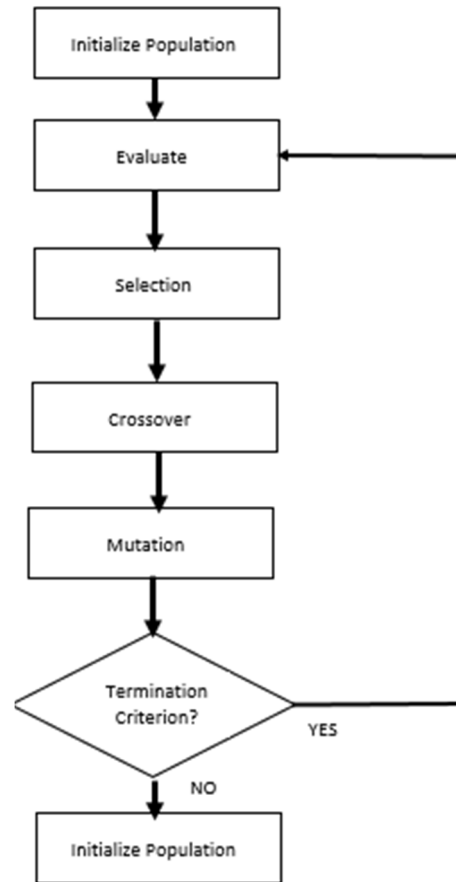 Initialize Population
Evaluate
Selection
Crossover
Mutation
Termination
Criterion?
YES
NO
Initialize Population